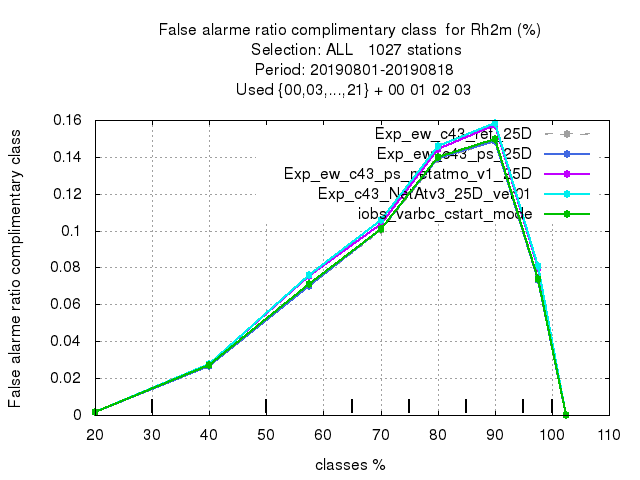 False alarme ratio complimentary class  for Rh2m (%)
Selection: ALL   1027 stations
Period: 20190801-20190818
Used {00,03,...,21} + 00 01 02 03
False alarme ratio complimentary class
0.16
0.14
0.12
0.1
0.08
0.06
0.04
0.02
0
Exp_ew_c43_ref_25D
Exp_ew_c43_ps_25D
Exp_ew_c43_ps_netatmo_v1_25D
Exp_c43_NetAtv3_25D_ver01
iobs_varbc_cstart_mode
20 30 40 50 60 70 80 90 100 110
classes %